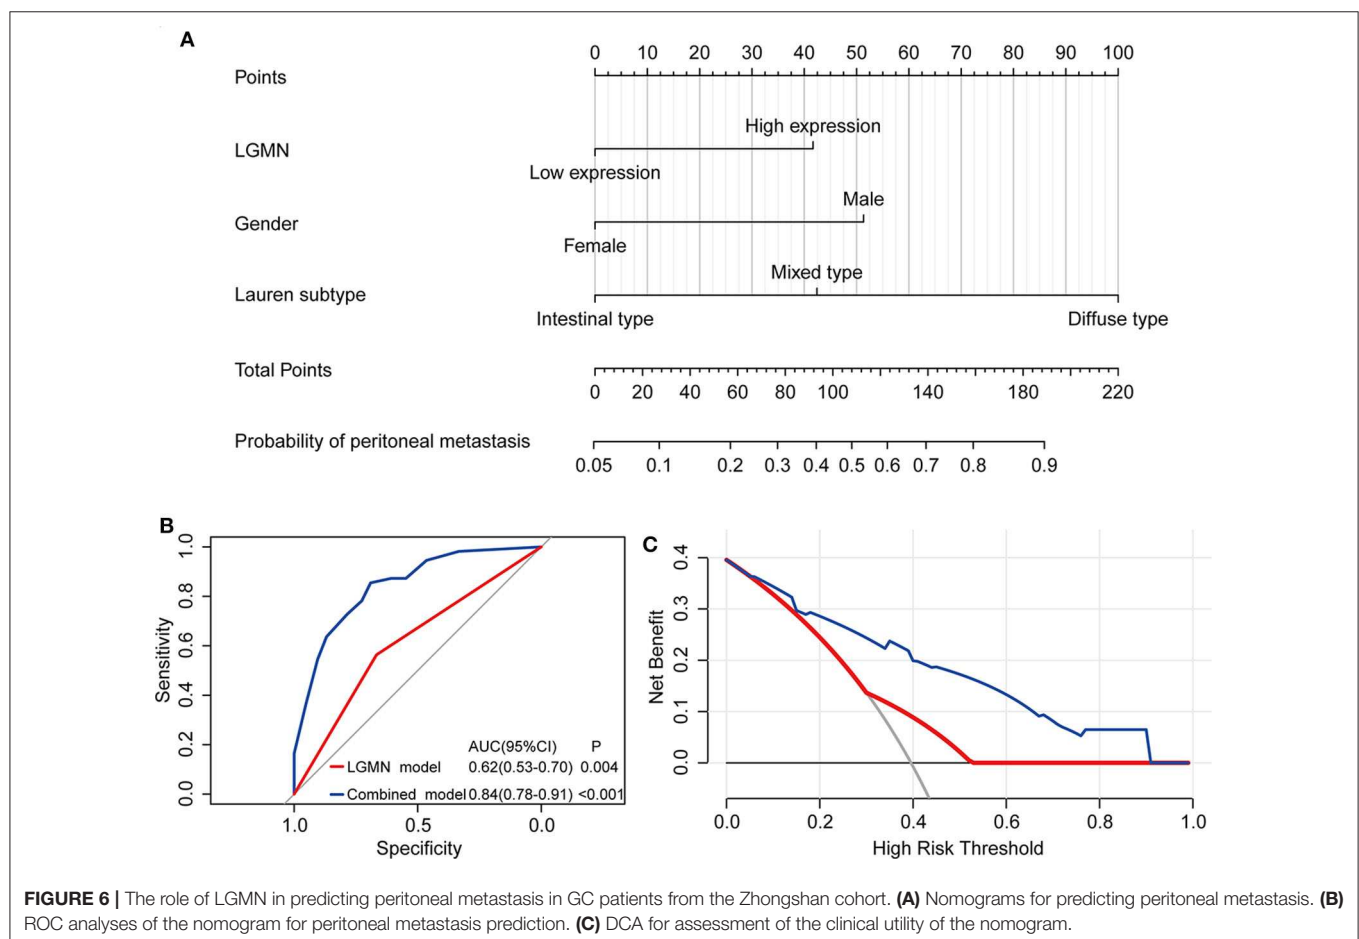 A
0 10 20 30 40 50 60 70 80 90 100
Points
High expression
LGMN
Low expression
Male
Gender
Female
Mixed type
Lauren subtype
Intestinal type Diffuse type
Total Points
0 20 40 60 80 100 140 180 220
Probability of peritoneal metastasis
0.05 0.1 0.2 0.3 0.4 0.5 0.6 0.7 0.8 0.9
B
Sensitivity
1.0
0.8
0.6
0.4
0.2
0.0
AUC(95%CI) P
LGMN model 0.62(0.53-0.70) 0.004
Combined model 0.84(0.78-0.91) <0.001
1.0 0.5 0.0
Specificity
C
Net Benefit
0.4
0.3
0.2
0.1
0.0
0.0 0.2 0.4 0.6 0.8 1.0
High Risk Threshold
FIGURE 6 | The role of LGMN in predicting peritoneal metastasis in GC patients from the Zhongshan cohort. (A) Nomograms for predicting peritoneal metastasis. (B)
ROC analyses of the nomogram for peritoneal metastasis prediction. (C) DCA for assessment of the clinical utility of the nomogram.